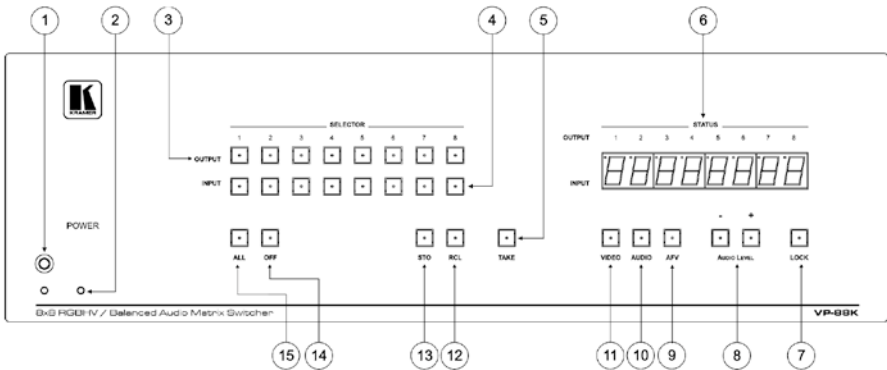 1 2 3 4 5 6
K
KRAMER
SELECTOR
1 2 3 4 5 6 7 8
OUTPUT
INPUT
STATUS
OUTPUT 1 2 3 4 5 6 7 8
INPUT
POWER
- +
ALL OFF STO RCL TAKE VIDEO AUDIO AFV AUDIO LEVEL LOCK
8x8 RGBHV / Balanced Audio Matrix Switcher VP-88K
15 14 13 12 11 10 9 8 7